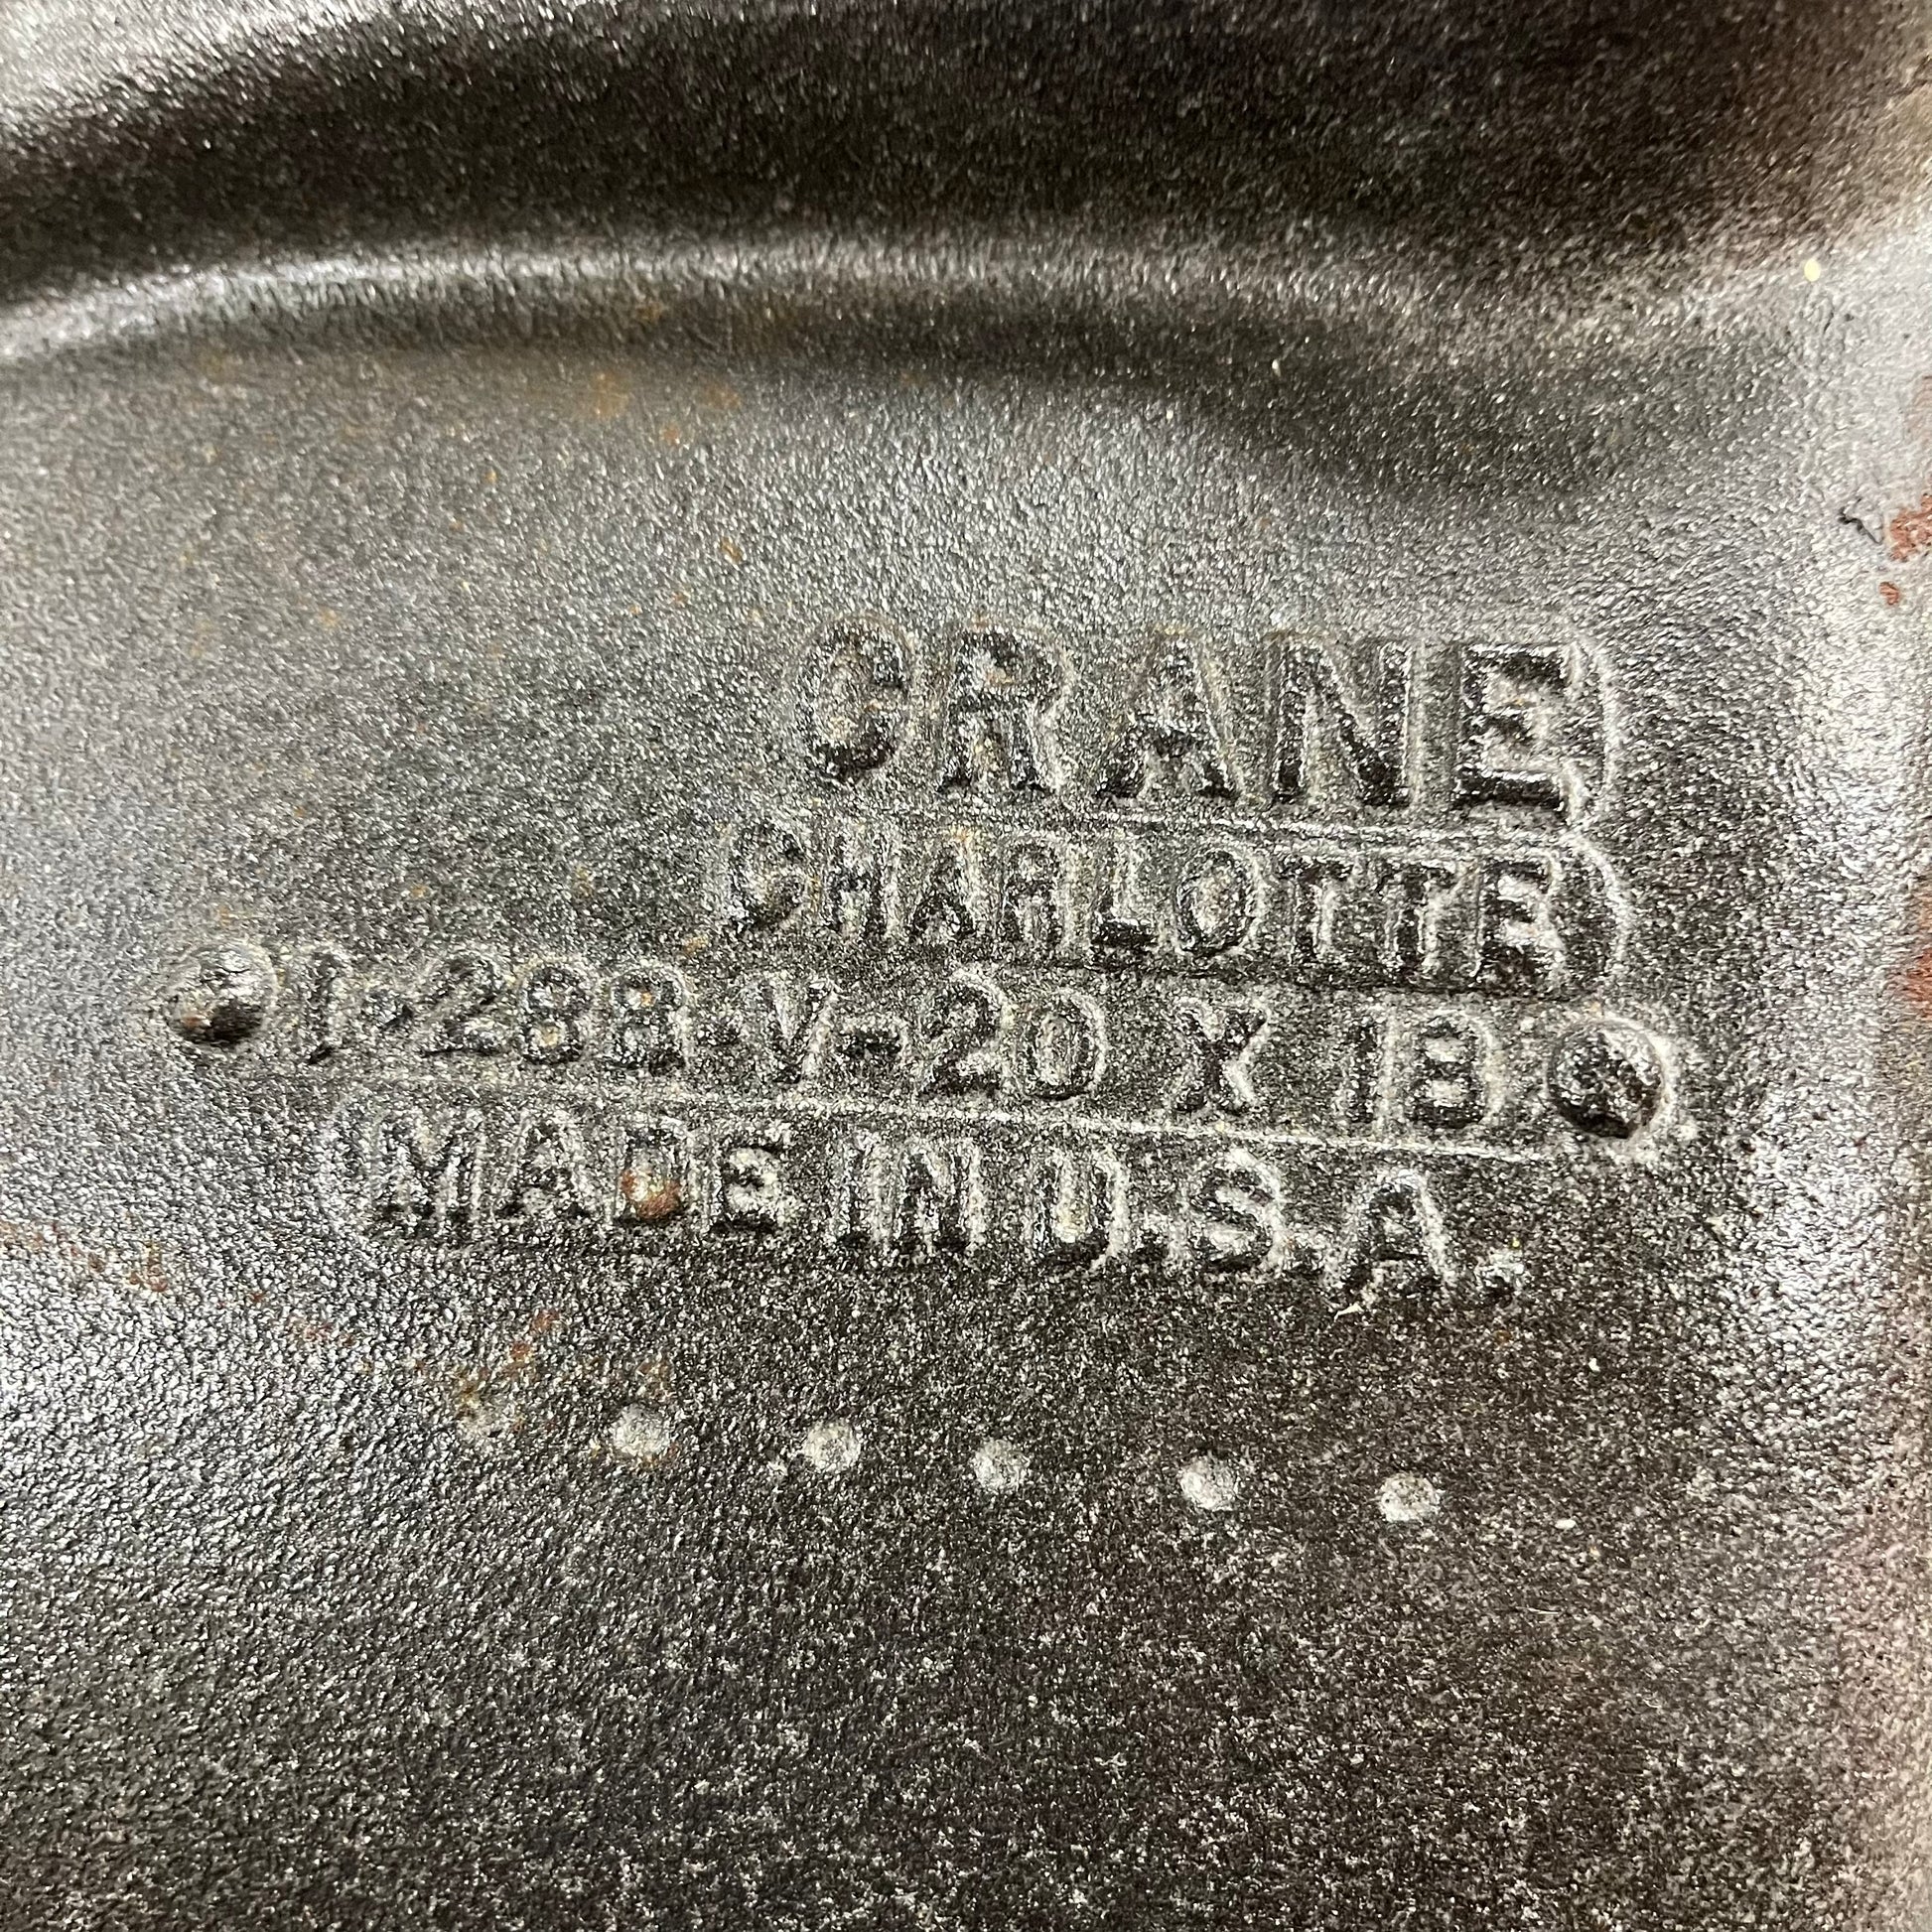 CRANE
CHARLOTTE
1-288-V-20 X 18
MADE IN U.S.A.